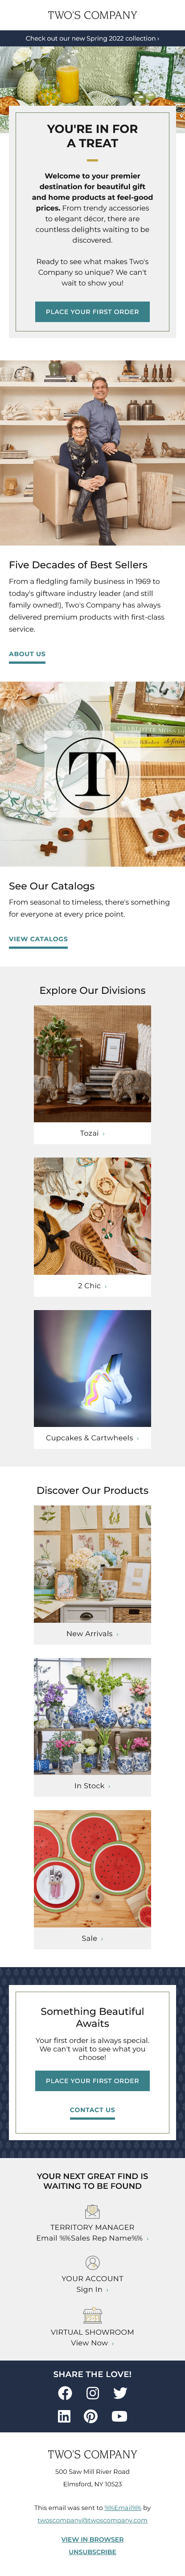 TWO'S COMPANY
Check out our new Spring 2022 collection ›
YOU'RE IN FOR
A TREAT
Welcome to your premier
destination for beautiful gift
and home products at feel-good
prices. From trendy accessories
to elegant décor, there are
countless delights waiting to be
discovered.
Ready to see what makes Two's
Company so unique? We can't
wait to show you!
PLACE YOUR FIRST ORDER
Five Decades of Best Sellers
From a fledgling family business in 1969 to
today's giftware industry leader (and still
family owned!), Two's Company has always
delivered premium products with first-class
service.
ABOUT US
T
See Our Catalogs
From seasonal to timeless, there's something
for everyone at every price point.
VIEW CATALOGS
Explore Our Divisions
Tozai ›
2 Chic ›
Cupcakes & Cartwheels ›
Discover Our Products
New Arrivals ›
In Stock ›
Sale ›
Something Beautiful
Awaits
Your first order is always special.
We can't wait to see what you
choose!
PLACE YOUR FIRST ORDER
CONTACT US
YOUR NEXT GREAT FIND IS
WAITING TO BE FOUND
TERRITORY MANAGER
Email %%Sales Rep Name%% ›
YOUR ACCOUNT
Sign In ›
VIRTUAL SHOWROOM
View Now ›
SHARE THE LOVE!
TWO'S COMPANY
500 Saw Mill River Road
Elmsford, NY 10523
This email was sent to %%Email%% by
twoscompany@twoscompany.com
VIEW IN BROWSER
UNSUBSCRIBE